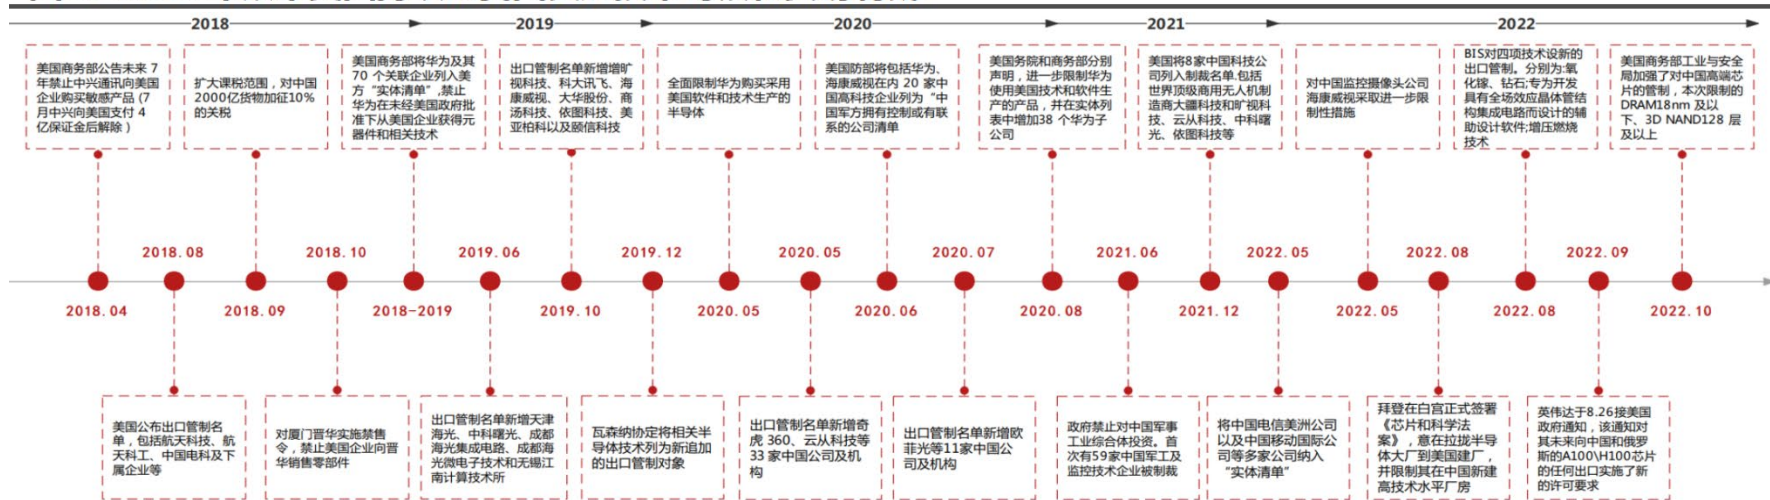 2018
2019
2020
2021
2022
美国商务部公告未来 7
年禁止中兴通讯向美国
企业购买敏感产品 (7
月中兴向美国支付 4
亿保证金后解除)
扩大课税范围，对中国
2000亿货物加征10%
的关税
美国商务部将华为及其
70 个关联企业列入美
方“实体清单”,禁止
华为在未经美国政府批
准下从美国企业获得元
器件和相关技术
出口管制名单新增增旷
视科技、科大讯飞、海
康威视、大华股份、商
汤科技、依图科技、美
亚柏科以及颐信科技
全面限制华为购买采用
美国软件和技术生产的
半导体
美国防部将包括华为、
海康威视在内 20 家中
国高科技企业列为“中
国军方拥有控制或有联
系的公司清单
美国务院和商务部分别
声明，进一步限制华为
使用美国技术和软件生
产的产品，并在实体列
表中增加38 个华为子
公司
美国将8家中国科技公
司列入制裁名单.包括
世界顶级商用无人机制
造商大疆科技和旷视科
技、云从科技、中科曙
光、依图科技等
对中国监控摄像头公司
海康威视采取进一步限
制性措施
BIS对四项技术设新的
出口管制。分别为:氧
化镓、钻石;专为开发
具有全场效应晶体管结
构集成电路而设计的辅
助设计软件;增压燃烧
技术
美国商务部工业与安全
局加强了对中国高端芯
片的管制，本次限制的
DRAM18nm 及以
下、3D NAND128 层
及以上
2018.08
2018.10
2019.06
2019.12
2020.05
2020.07
2021.06
2022.05
2022.08
2022.09
2018.04
2018.09
2018-2019
2019.10
2020.05
2020.06
2020.08
2021.12
2022.05
2022.08
2022.10
美国公布出口管制名
单，包括航天科技、航
天科工、中国电科及下
属企业等
对厦门晋华实施禁售
令，禁止美国企业向晋
华销售零部件
出口管制名单新增天津
海光、中科曙光、成都
海光集成电路、成都海
光微电子技术和无锡江
南计算技术所
瓦森纳协定将相关半
导体技术列为新追加
的出口管制对象
出口管制名单新增奇
虎 360、云从科技等
33 家中国公司及机
构
出口管制名单新增欧
菲光等11家中国公
司及机构
政府禁止对中国军事
工业综合体投资。首
次有59家中国军工及
监控技术企业被制裁
将中国电信美洲公司
以及中国移动国际公
司等多家公司纳入
“实体清单”
拜登在白宫正式签署
《芯片和科学法
案》，意在拉拢半导
体大厂到美国建厂，
并限制其在中国新建
高技术水平厂房
英伟达于8.26接美国
政府通知，该通知对
其未来向中国和俄罗
斯的A100\H100芯片
的任何出口实施了新
的许可要求